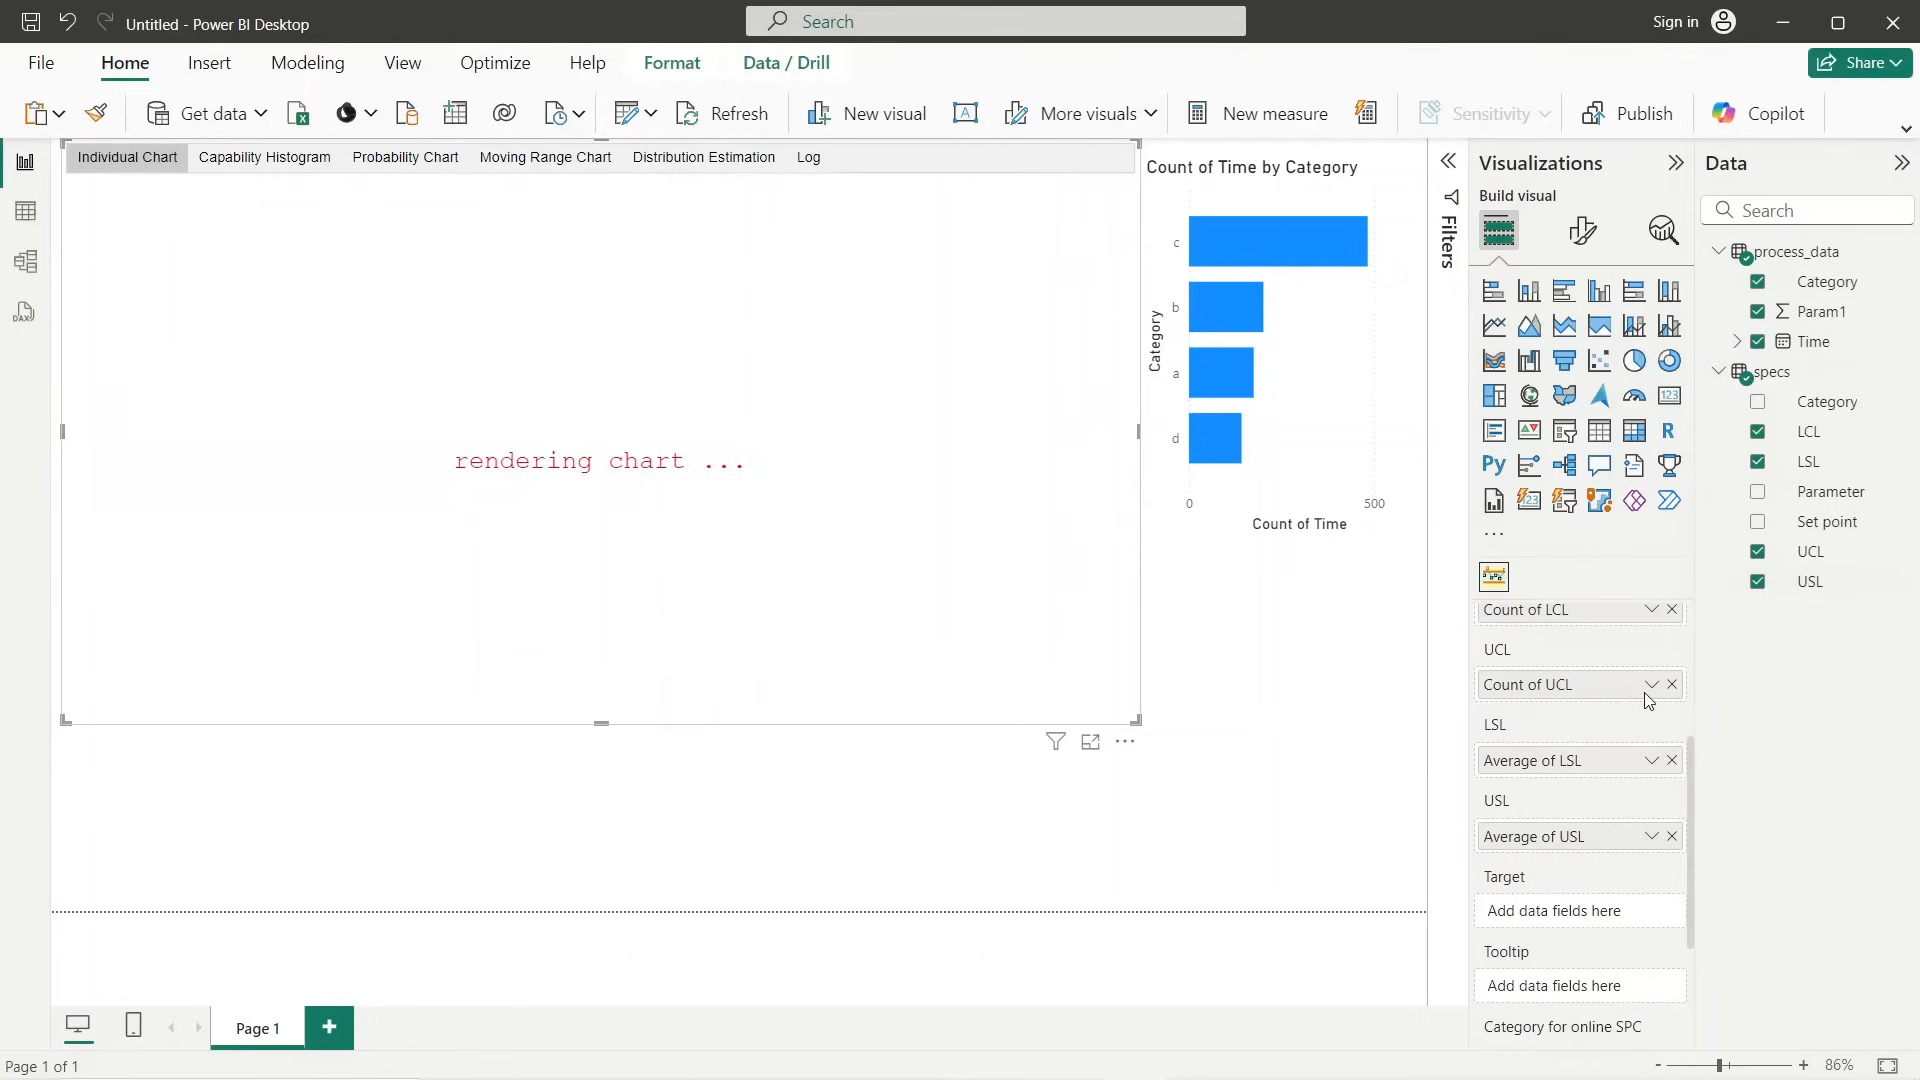 Untitled - Power BI Desktop
Search
Sign in
File
Home
Insert
Modeling
View
Optimize
Help
Format
Data / Drill
Share
Get data
Refresh
New visual
More visuals
New measure
Sensitivity
Publish
Copilot
Individual Chart
Capability Histogram
Probability Chart
Moving Range Chart
Distribution Estimation
Log
rendering chart ...
Count of Time by Category
Category
c
b
a
d
0
500
Count of Time
Filters
Visualizations
Build visual
123
R
Py
123
...
Count of LCL
UCL
Count of UCL
LSL
Average of LSL
USL
Average of USL
Target
Add data fields here
Tooltip
Add data fields here
Category for online SPC
Data
Search
process_data
Category
Param1
Time
specs
Category
LCL
LSL
Parameter
Set point
UCL
USL
DAX
Page 1
Page 1 of 1
- + 86%